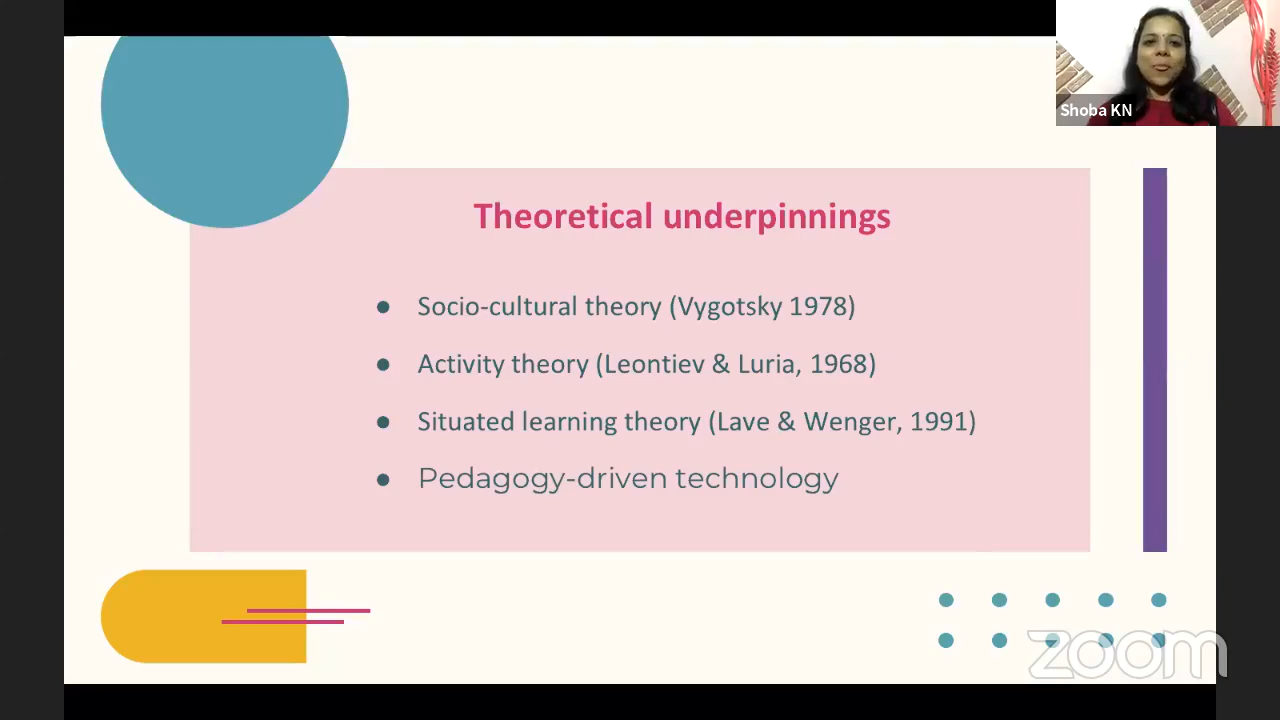 Shoba KN
Theoretical underpinnings
● Socio-cultural theory (Vygotsky 1978)
● Activity theory (Leontiev & Luria, 1968)
● Situated learning theory (Lave & Wenger, 1991)
● Pedagogy-driven technology
zoom